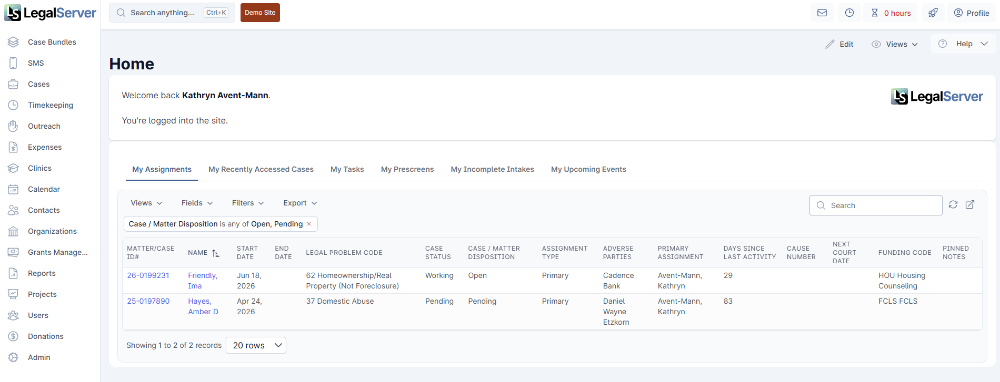 LegalServer
Search anything... Ctrl+K
Demo Site
0 hours
Profile
Case Bundles
SMS
Cases
Timekeeping
Outreach
Expenses
Clinics
Calendar
Contacts
Organizations
Grants Manage...
Reports
Projects
Users
Donations
Admin
Edit
Views
Help
Home
Welcome back Kathryn Avent-Mann.
You're logged into the site.
LegalServer
My Assignments My Recently Accessed Cases My Tasks My Prescreens My Incomplete Intakes My Upcoming Events
Views Fields Filters Export
Search
Case / Matter Disposition is any of Open, Pending ×
MATTER/CASE ID# NAME START DATE END DATE LEGAL PROBLEM CODE CASE STATUS CASE / MATTER DISPOSITION ASSIGNMENT TYPE ADVERSE PARTIES PRIMARY ASSIGNMENT DAYS SINCE LAST ACTIVITY CAUSE NUMBER NEXT COURT DATE FUNDING CODE PINNED NOTES
26-0199231 Friendly, Ima Jun 18, 2026 62 Homeownership/Real Property (Not Foreclosure) Working Open Primary Cadence Bank Avent-Mann, Kathryn 29 HOU Housing Counseling
25-0197890 Hayes, Amber D Apr 24, 2026 37 Domestic Abuse Pending Pending Primary Daniel Wayne Etzkorn Avent-Mann, Kathryn 83 FCLS FCLS
Showing 1 to 2 of 2 records 20 rows